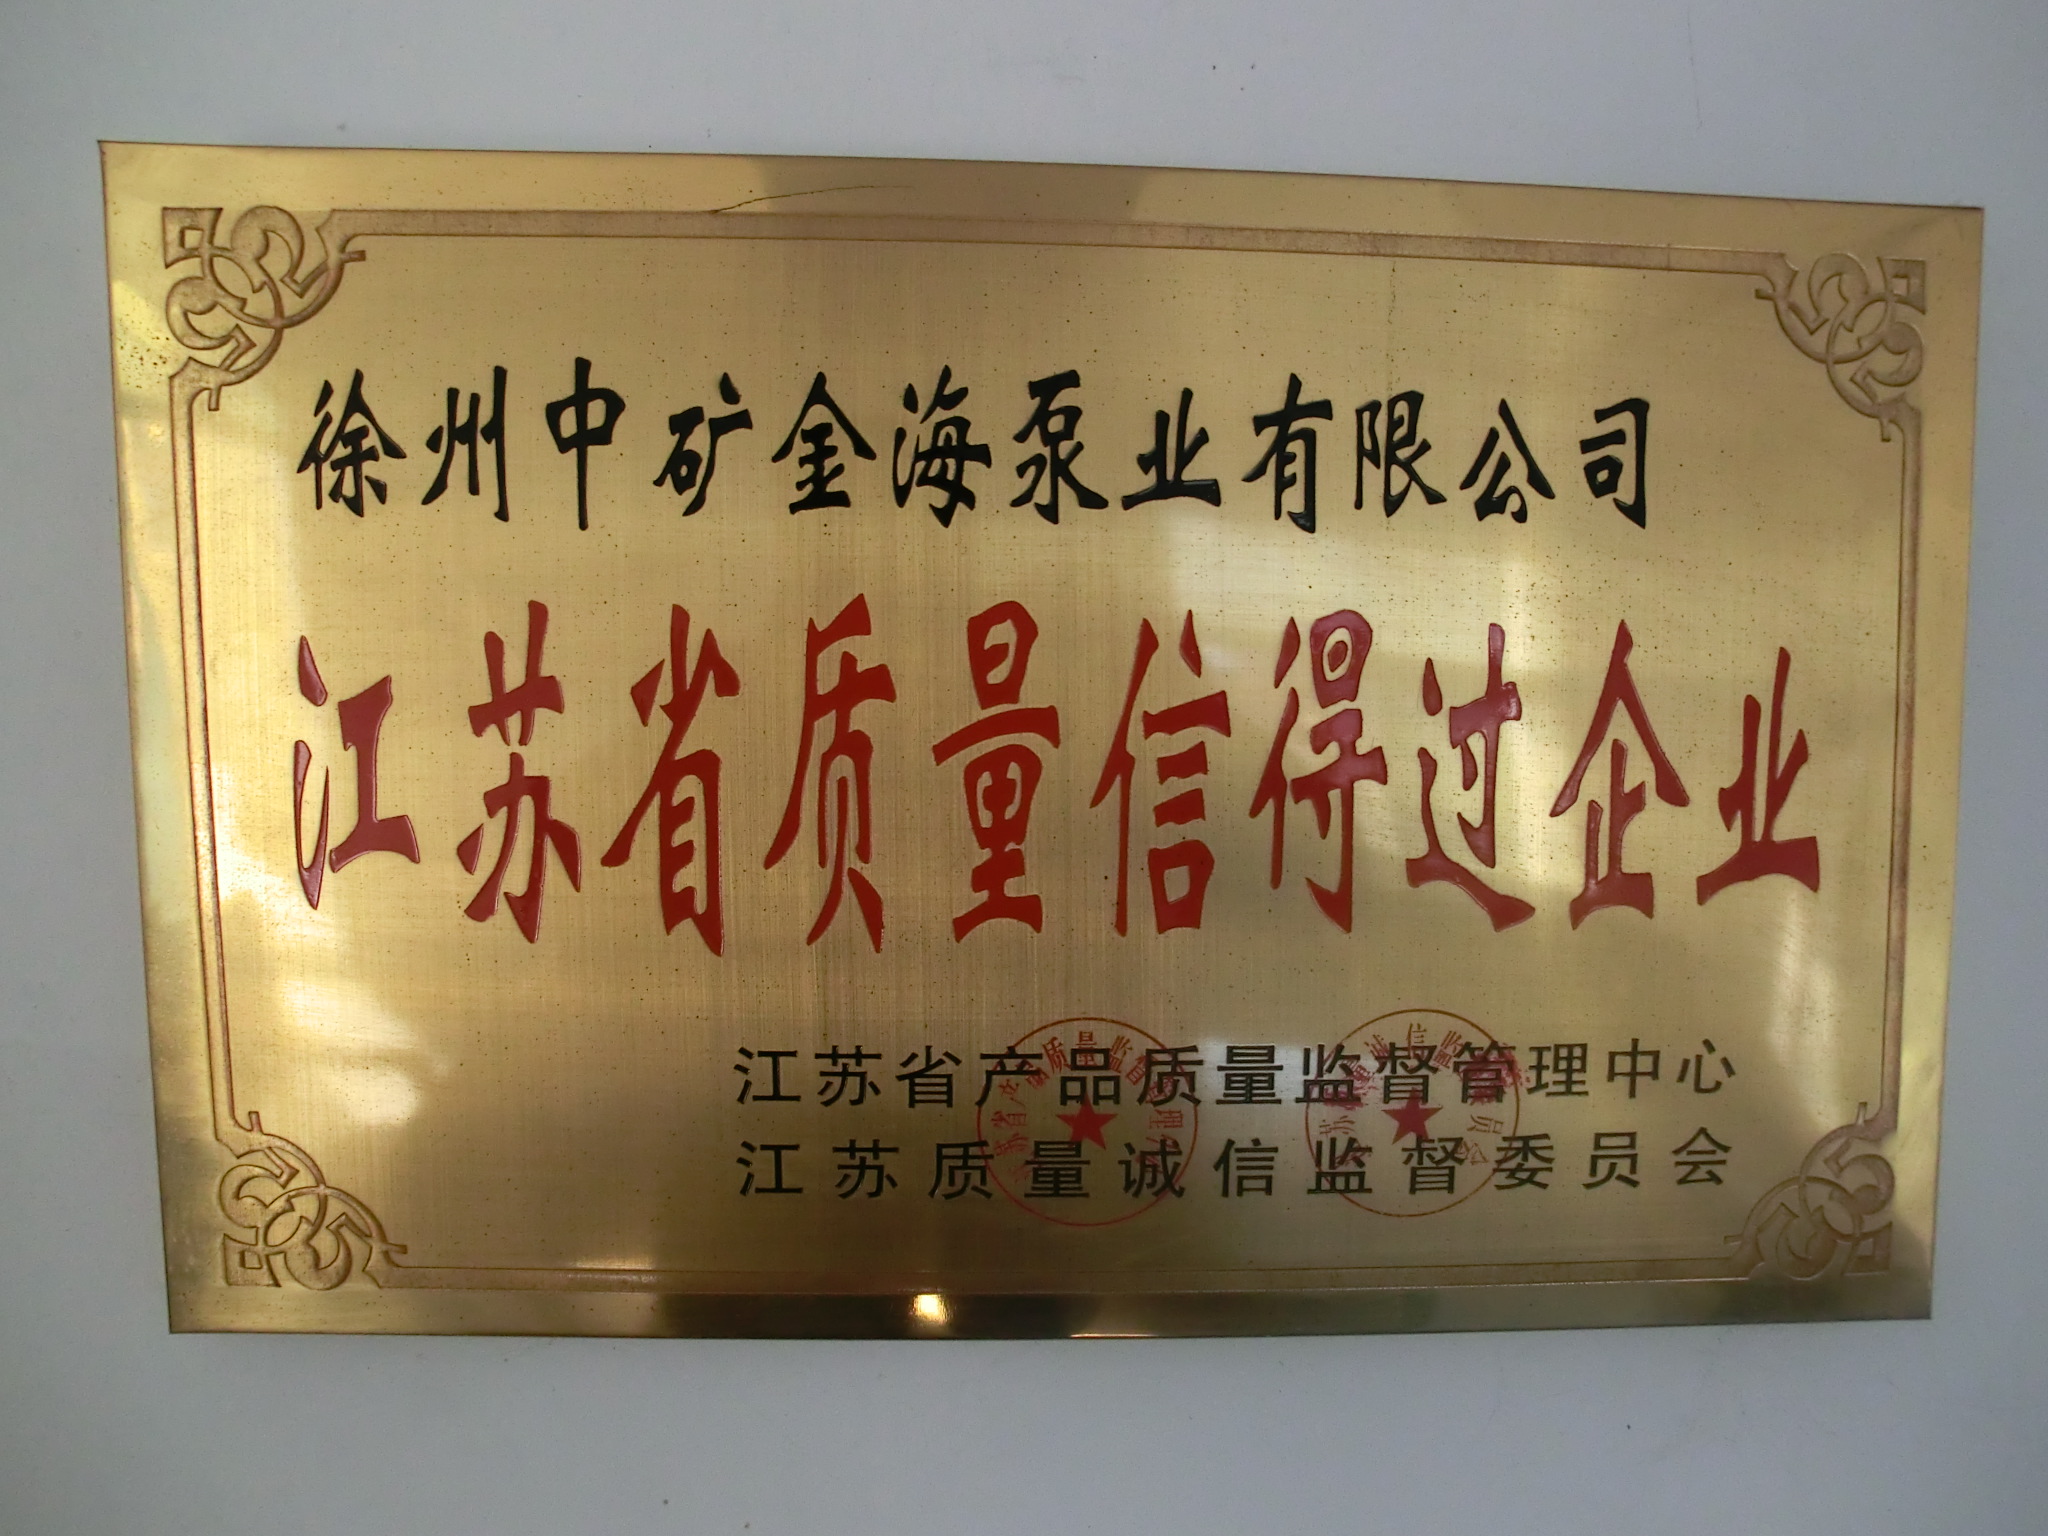 徐州中矿金海泵业有限公司
江苏省质量信得过企业
江苏省产品质量监督管理中心
江苏质量诚信监督委员会